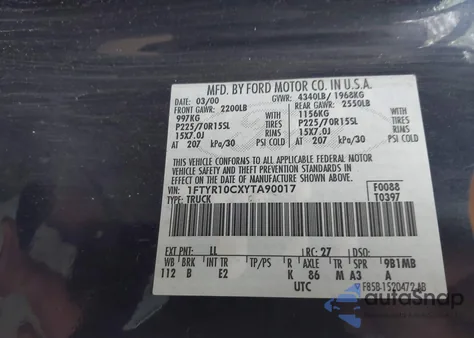 MFD. BY FORD MOTOR CO. IN U.S.A.
DATE: 03/00 GVWR: 4340LB/ 1968KG
FRONT GAWR: 2200LB REAR GAWR: 2550LB
997KG WITH 1156KG WITH
P225/70R15SL TIRES P225/70R15SL TIRES
15X7.0J RIMS 15X7.0J RIMS
AT 207 kPa/30 PSI COLD AT 207 kPa/30 PSI COLD
THIS VEHICLE CONFORMS TO ALL APPLICABLE FEDERAL MOTOR
VEHICLE SAFETY AND THEFT PREVENTION STANDARDS IN EFFECT
ON THE DATE OF MANUFACTURE SHOWN ABOVE.
VEHICLE IDENTIFICATION NO.:
1FTYR10CXYTA90017 F0088
TYPE: TRUCK T0397
EXT PNT: LL RC: 27 DSO:
WB BRK INT TR TP/PS R AXLE TR SPR 9B1MB
112 B E2 K 86 M A3 A
UTC F85B-1520472-AB
autoSnap